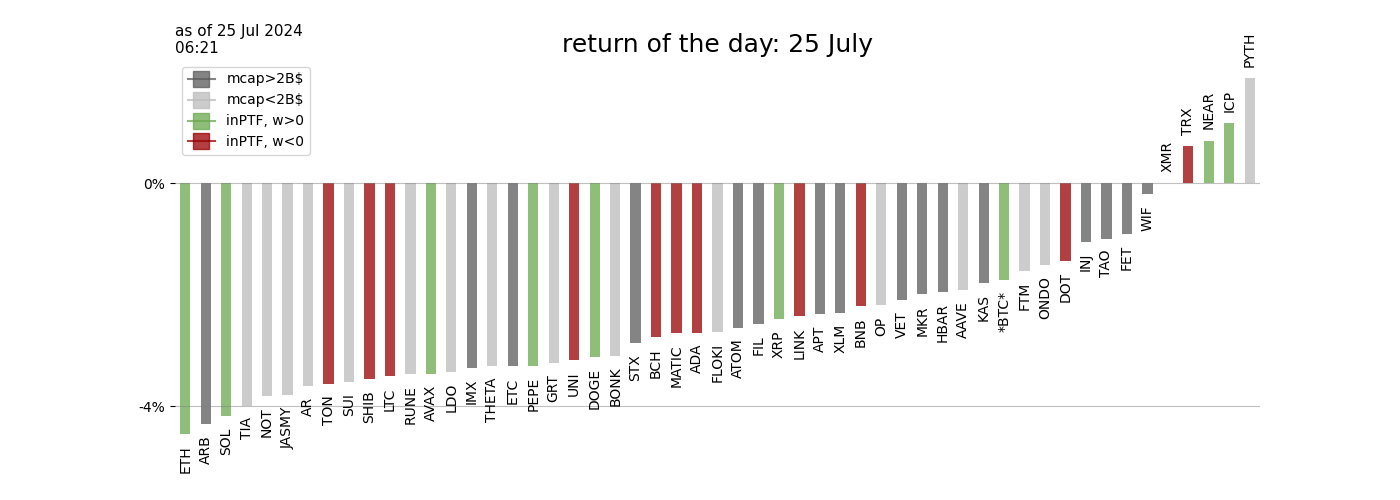 as of 25 Jul 2024
06:21
return of the day: 25 July
mcap>2B$
mcap<2B$
inPTF, w>0
inPTF, w<0
0%
-4%
ETH
ARB
SOL
TIA
NOT
JASMY
AR
TON
SUI
SHIB
LTC
RUNE
AVAX
LDO
IMX
THETA
ETC
PEPE
GRT
UNI
DOGE
BONK
STX
BCH
MATIC
ADA
FLOKI
ATOM
FIL
XRP
LINK
APT
XLM
BNB
OP
VET
MKR
HBAR
AAVE
KAS
*BTC*
FTM
ONDO
DOT
INJ
TAO
FET
WIF
XMR
TRX
NEAR
ICP
PYTH